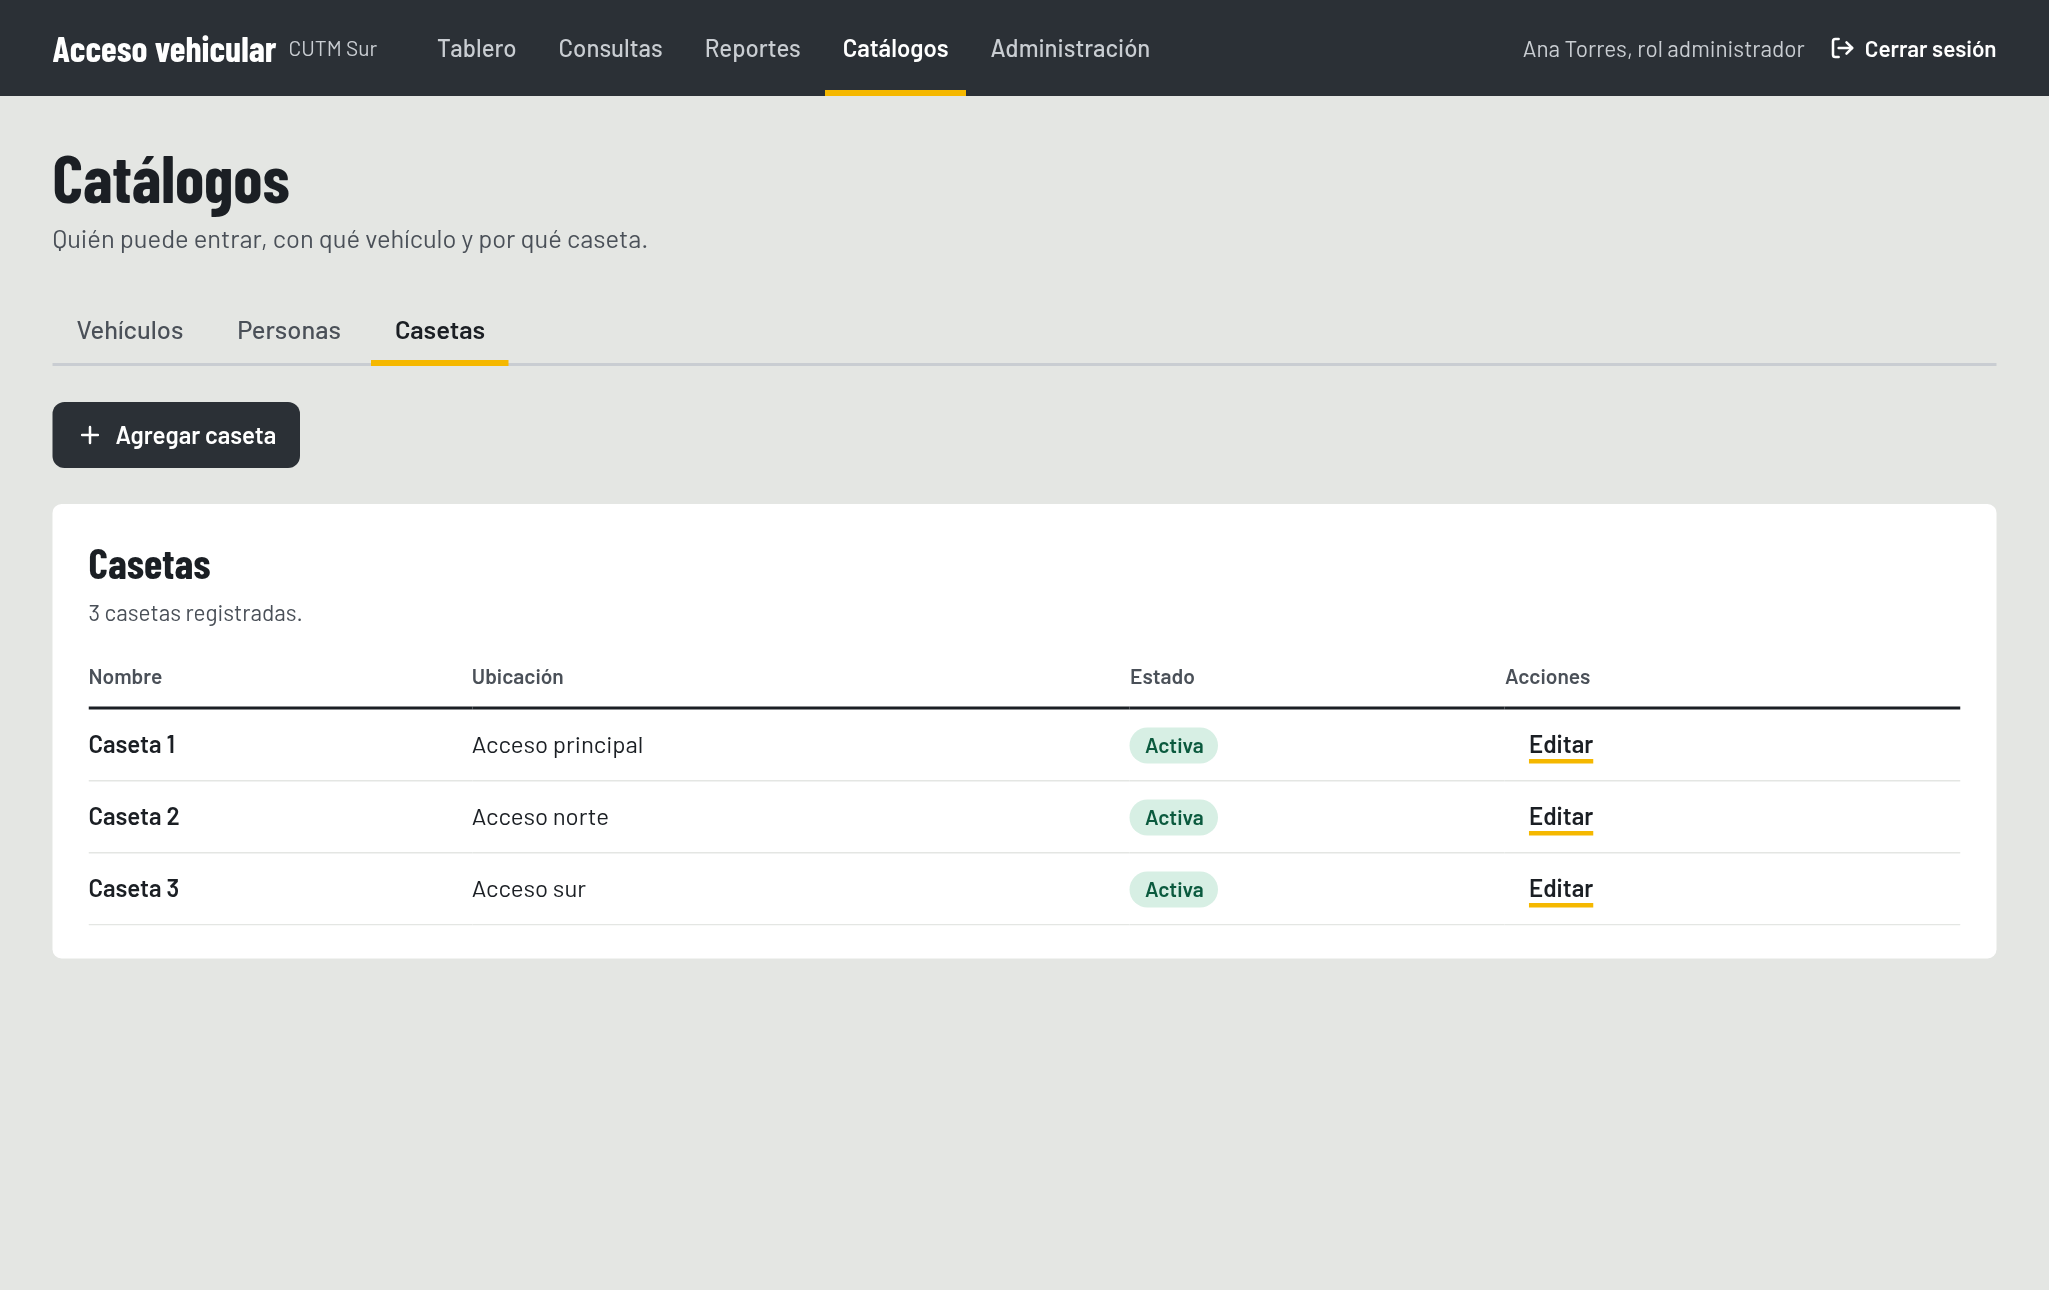 Acceso vehicular CUTM Sur Tablero Consultas Reportes Catálogos Administración Ana Torres, rol administrador Cerrar sesión
Catálogos
Quién puede entrar, con qué vehículo y por qué caseta.
Vehículos Personas Casetas
Agregar caseta
Casetas
3 casetas registradas.
Nombre Ubicación Estado Acciones
Caseta 1 Acceso principal Activa Editar
Caseta 2 Acceso norte Activa Editar
Caseta 3 Acceso sur Activa Editar